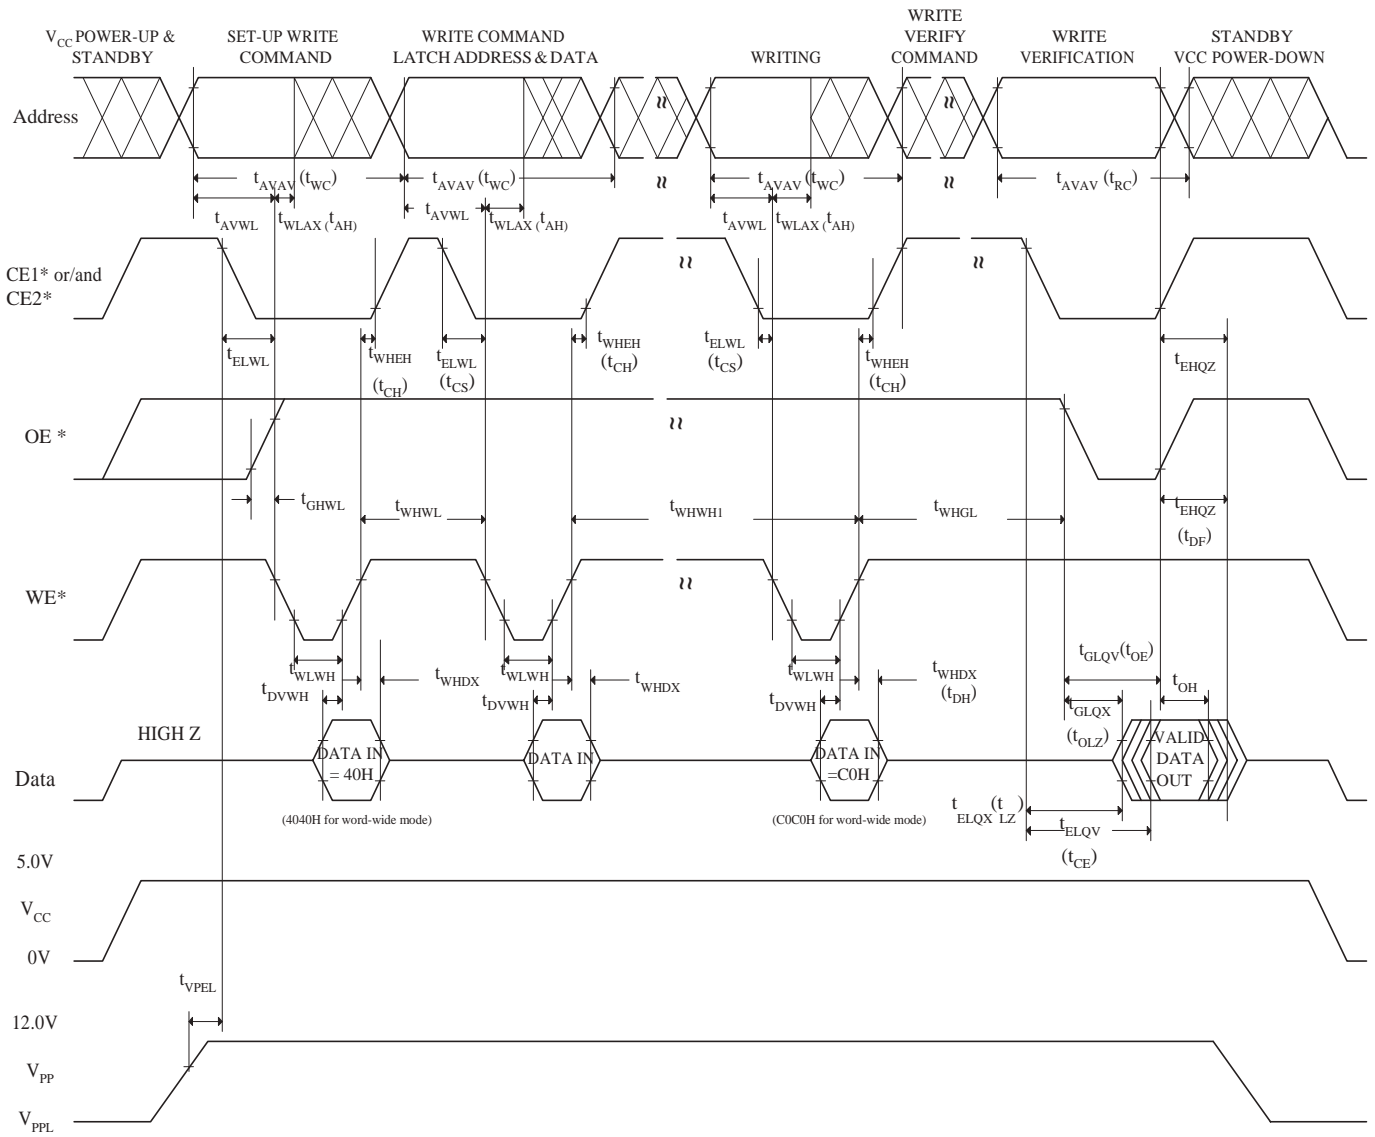 V_CC POWER-UP &
STANDBY
SET-UP WRITE
COMMAND
WRITE COMMAND
LATCH ADDRESS & DATA
WRITING
WRITE
VERIFY
COMMAND
WRITE
VERIFICATION
STANDBY
VCC POWER-DOWN
Address
≈ ≈
t_AVAV (t_WC) t_AVAV (t_WC) ≈ t_AVAV (t_WC) ≈ t_AVAV (t_RC)
t_AVWL t_WLAX (t_AH) t_AVWL t_WLAX (t_AH) t_AVWL t_WLAX (t_AH)
CE1* or/and
CE2*
≈ ≈
t_ELWL
t_WHEH
(t_CH)
t_ELWL
(t_CS)
t_WHEH
(t_CH)
t_ELWL
(t_CS)
t_WHEH
(t_CH)
t_EHQZ
OE *
≈
t_GHWL t_WHWL t_WHWH1 t_WHGL
t_EHQZ
(t_DF)
WE*
≈
t_WLWH t_WLWH t_WLWH
t_DVWH t_WHDX t_DVWH t_WHDX t_DVWH
t_WHDX
(t_DH)
t_GLQV (t_OE)
t_OH
t_GLQX
(t_OLZ)
HIGH Z
Data
DATA IN
= 40H
DATA IN
DATA IN
=C0H
VALID
DATA
OUT
(4040H for word-wide mode)
(C0C0H for word-wide mode)
t_ELQX (t_LZ)
t_ELQV
(t_CE)
5.0V
V_CC
0V
t_VPEL
12.0V
V_PP
V_PPL